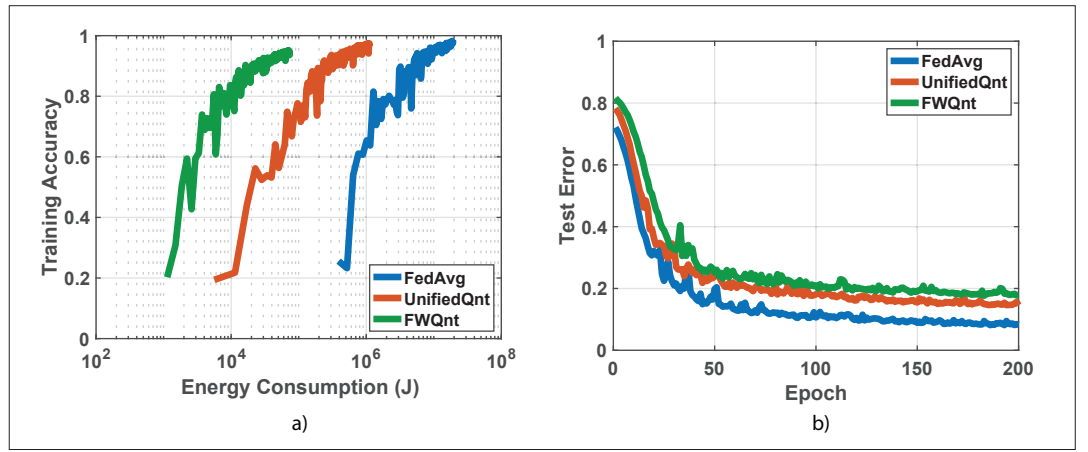 1
0.8
0.6
0.4
0.2
0
Training Accuracy
FedAvg
UnifiedQnt
FWQnt
10^2
10^4
10^6
10^8
Energy Consumption (J)
a)
1
0.8
0.6
0.4
0.2
0
Test Error
FedAvg
UnifiedQnt
FWQnt
0
50
100
150
200
Epoch
b)